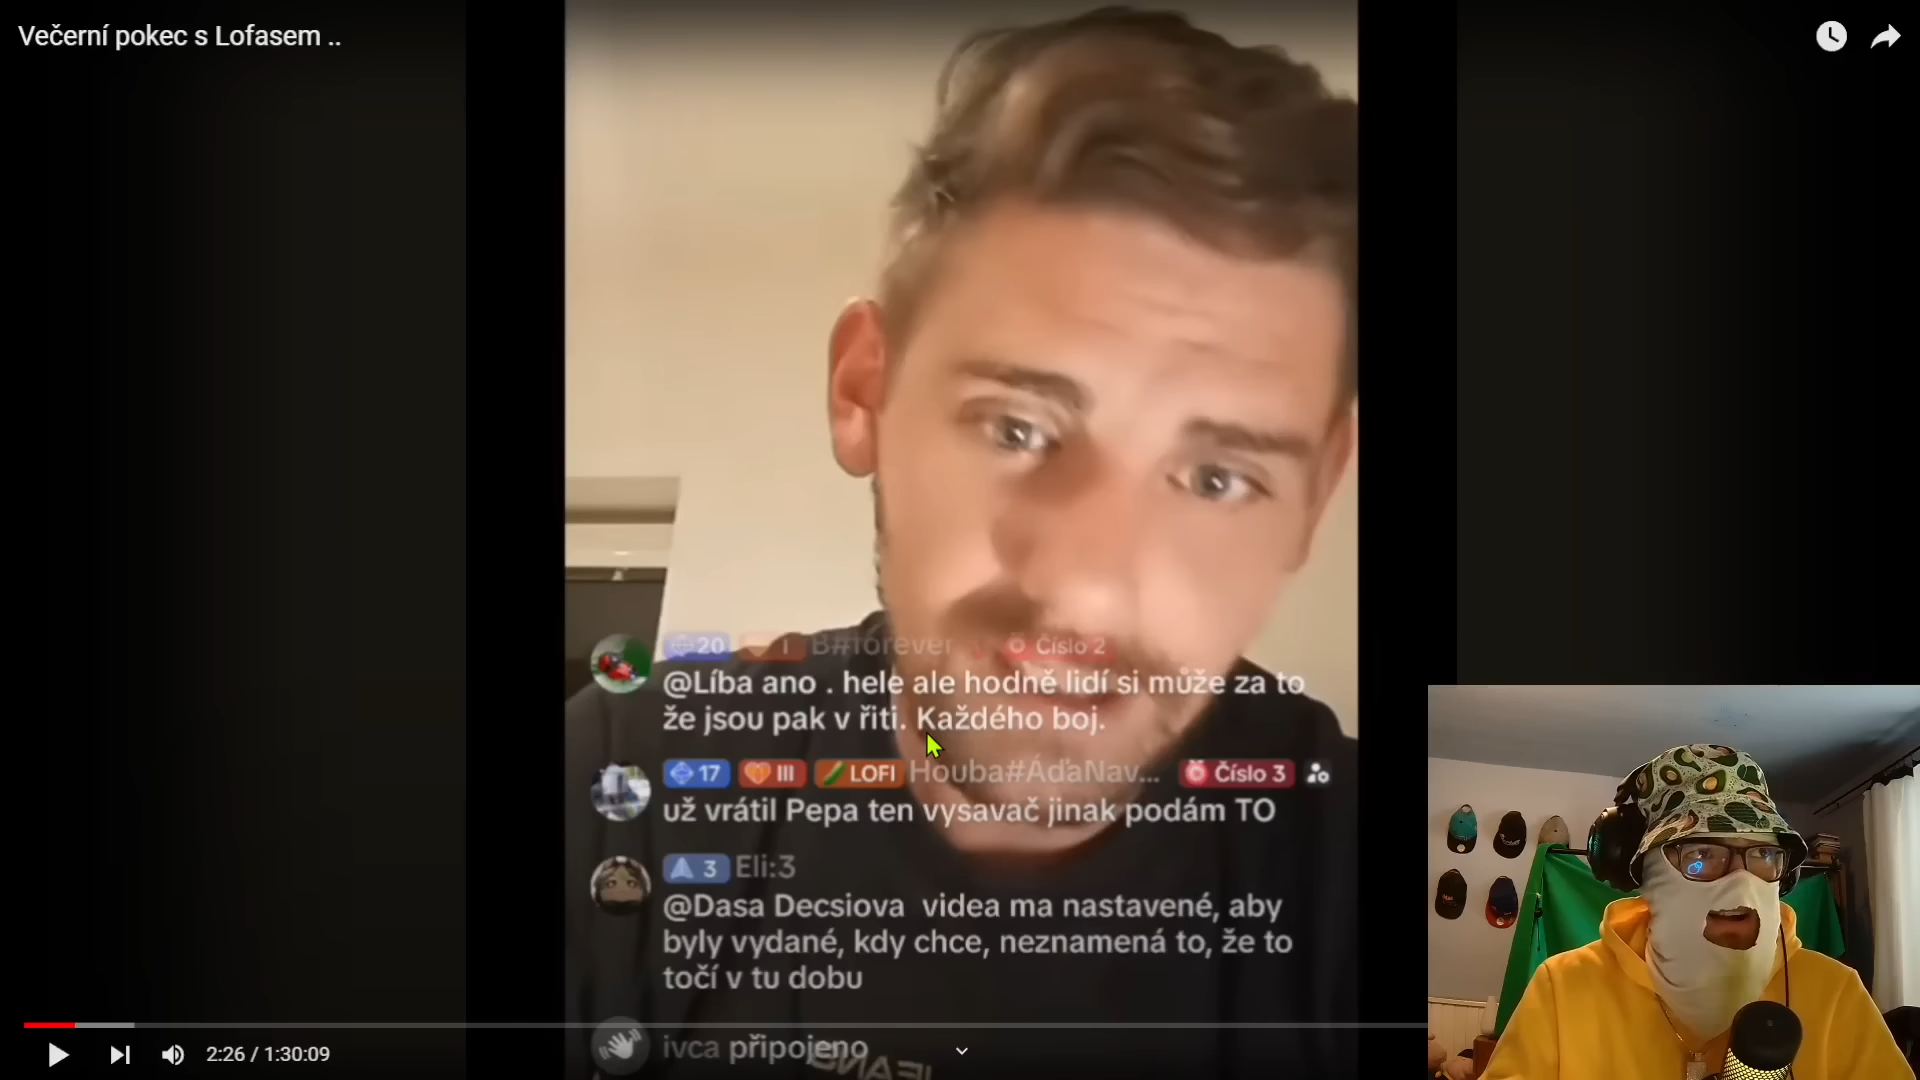 Večerní pokec s Lofasem ..
20 I B#forever Číslo 2
@Líba ano . hele ale hodně lidí si může za to
že jsou pak v řiti. Každého boj.
17 III LOFI Houba#ÁďaNav... Číslo 3
už vrátil Pepa ten vysavač jinak podám TO
3 Eli:3
@Dasa Decsiova videa ma nastavené, aby
byly vydané, kdy chce, neznamená to, že to
točí v tu dobu
ivca připojeno
2:26 / 1:30:09